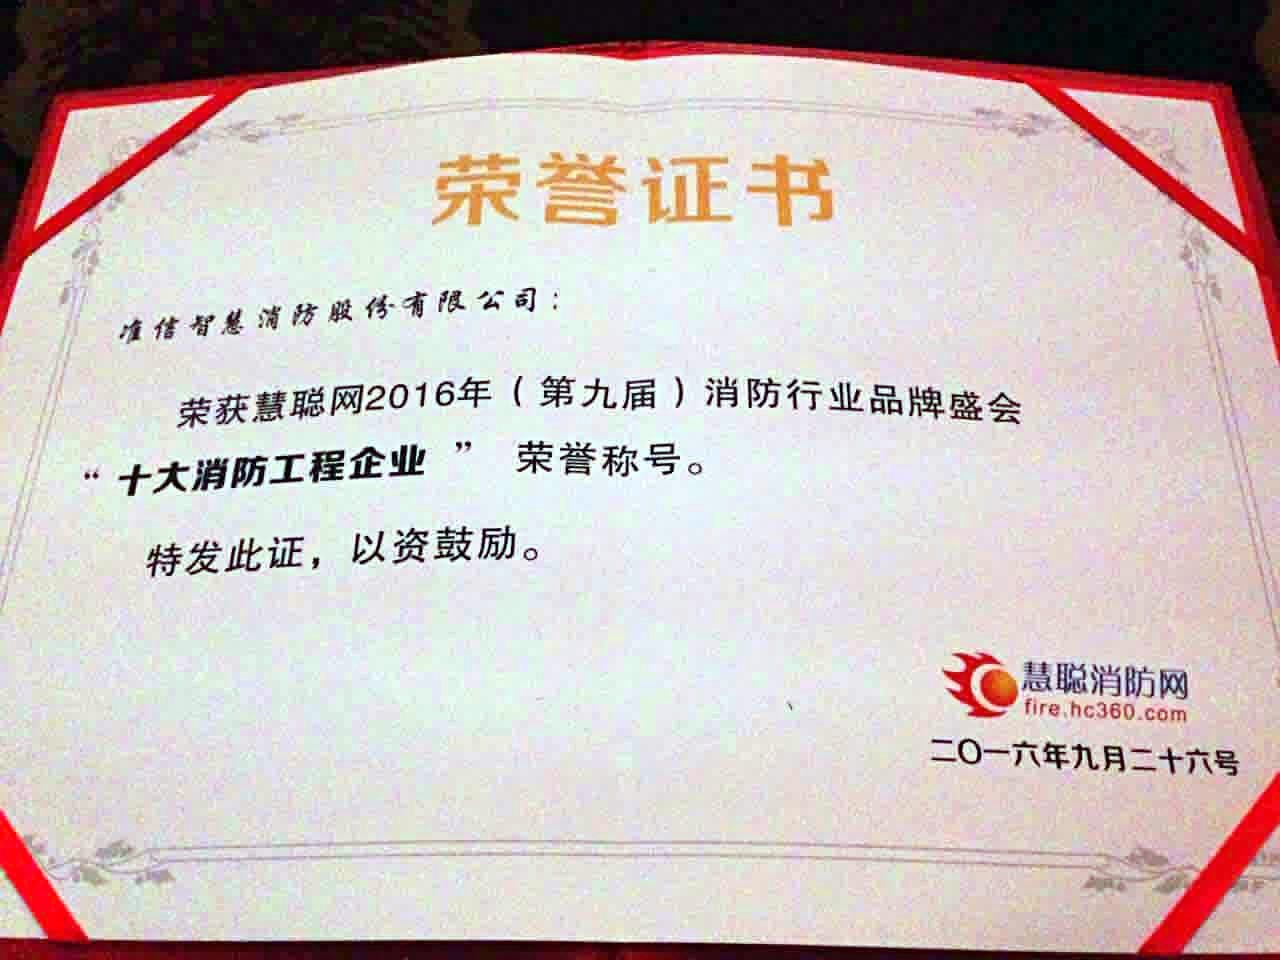 荣誉证书
准信智慧消防股份有限公司：
荣获慧聪网2016年（第九届）消防行业品牌盛会
“十大消防工程企业”荣誉称号。
特发此证，以资鼓励。
慧聪消防网
fire.hc360.com
二〇一六年九月二十六号